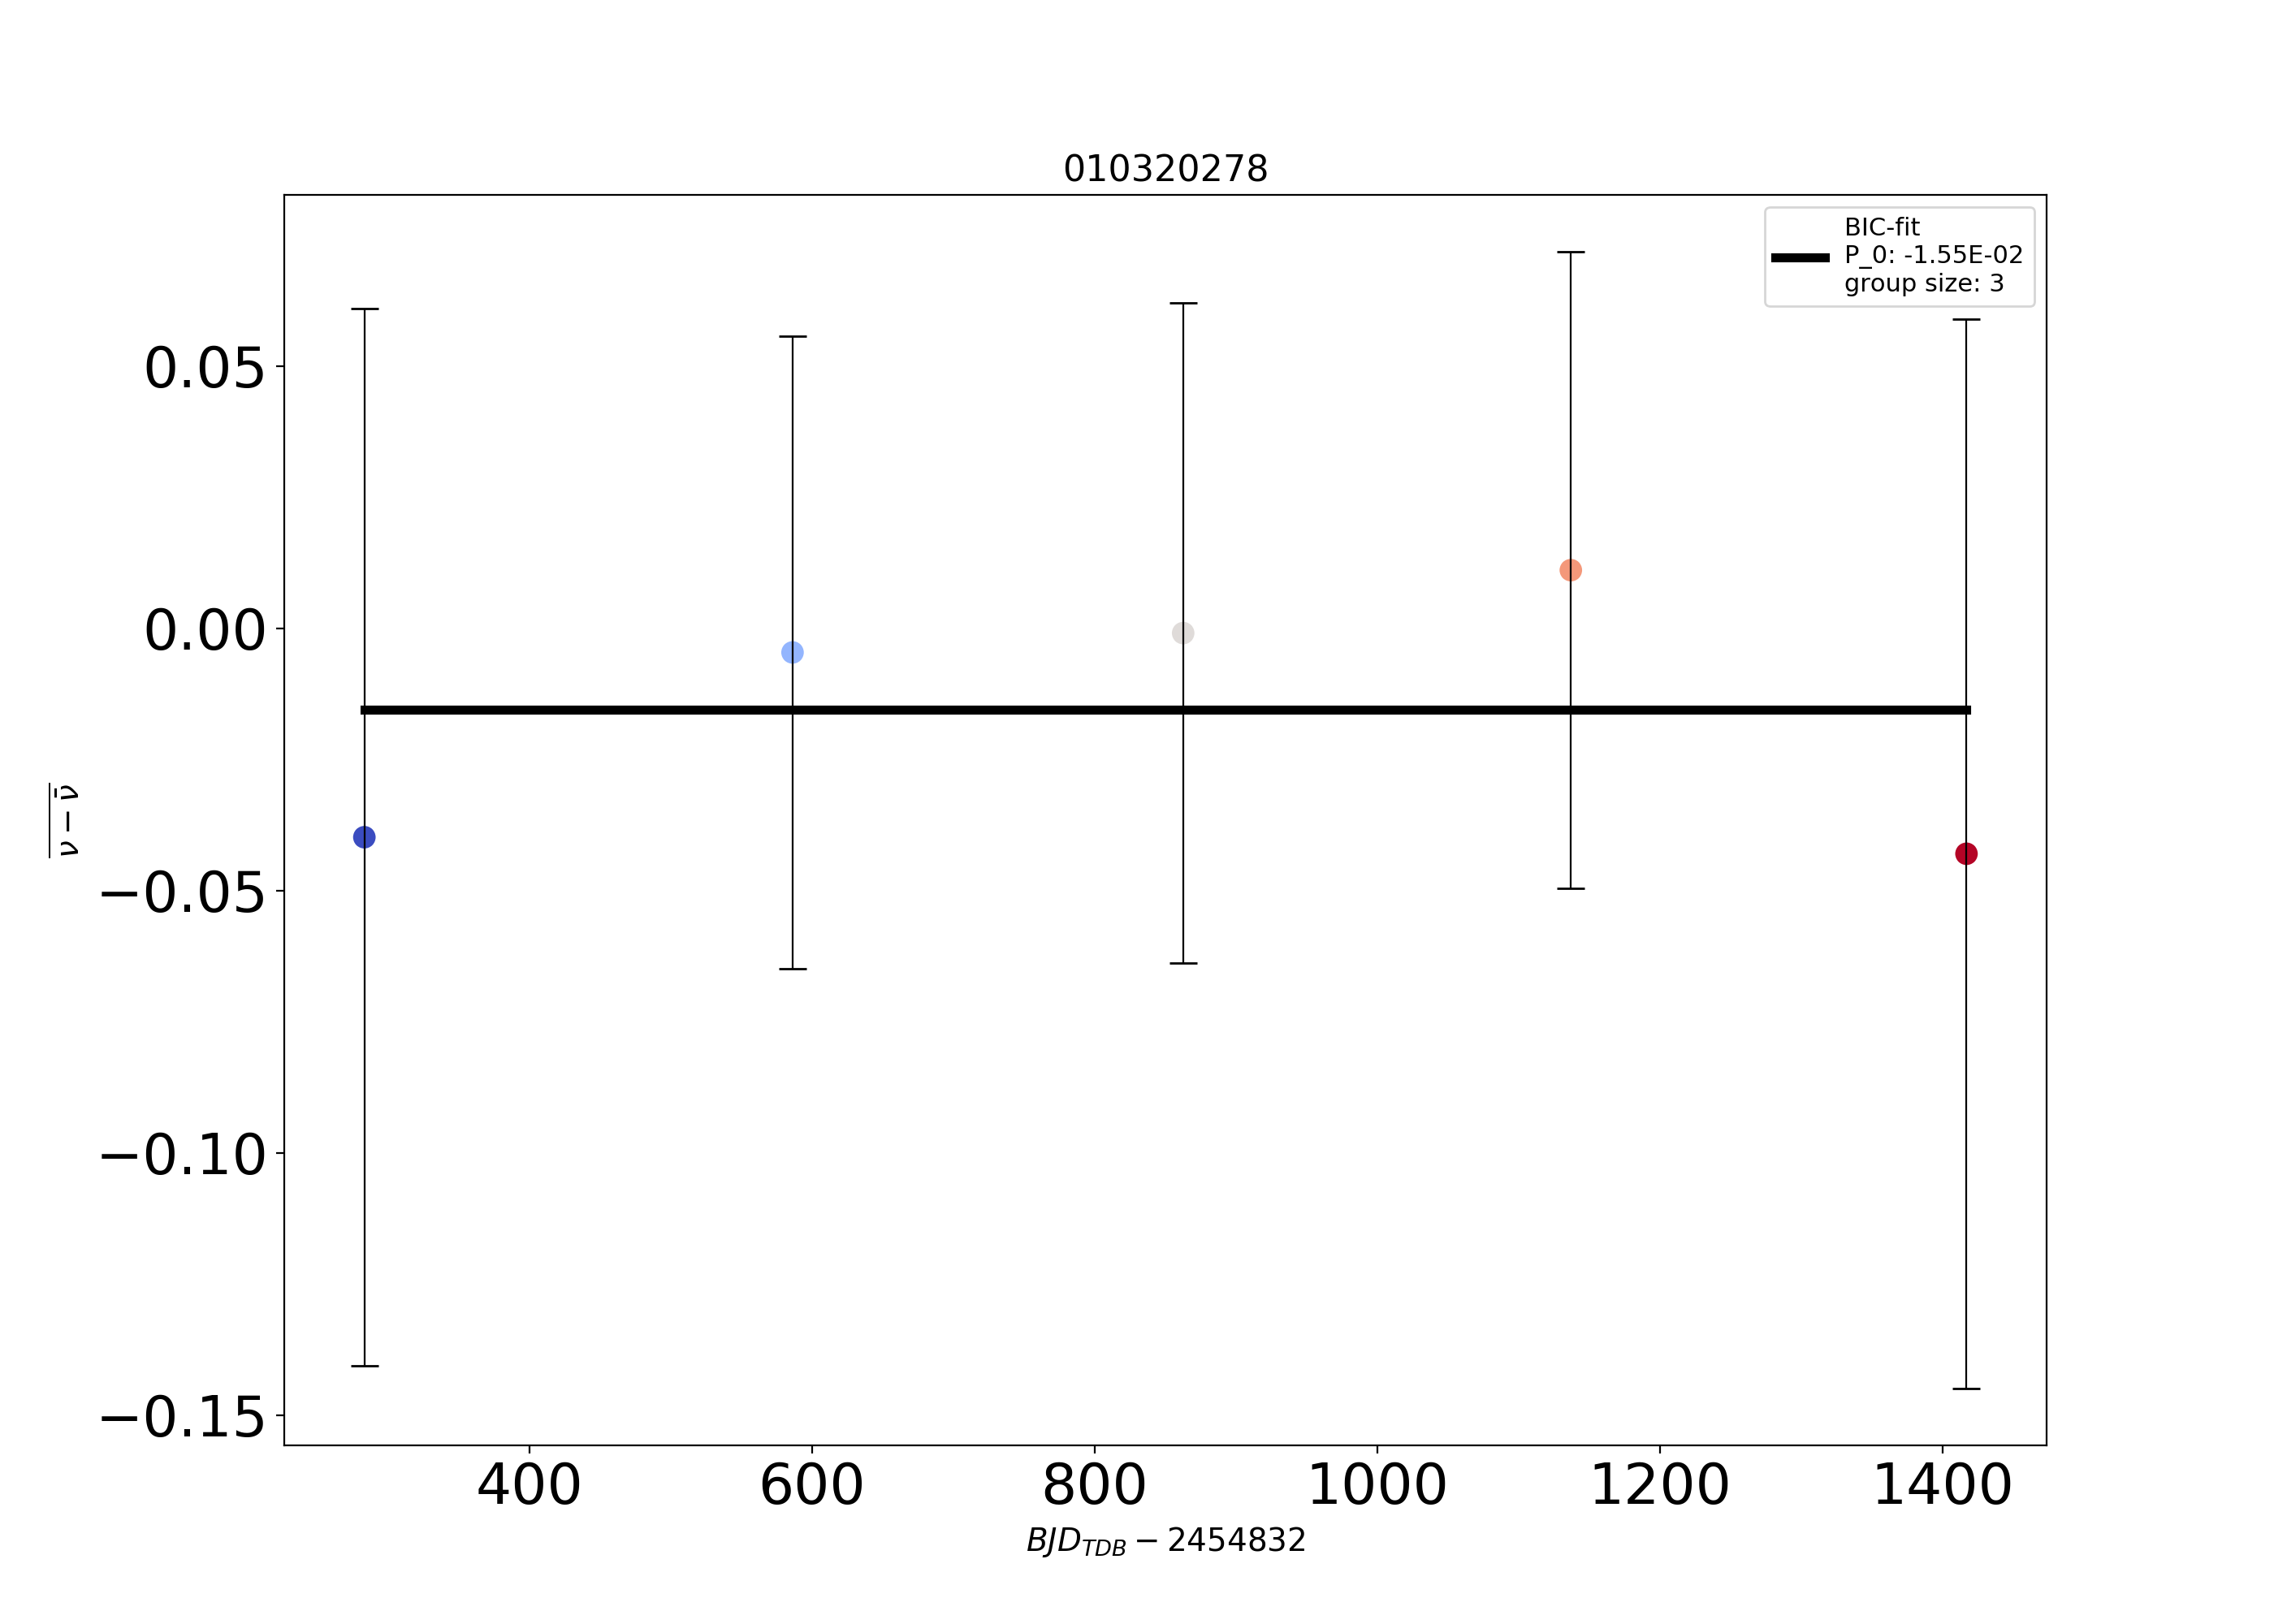 010320278
BIC-fit
P_0: -1.55E-02
group size: 3
0.05
0.00
−0.05
−0.10
−0.15
ν − ν̄
400 600 800 1000 1200 1400
BJD_TDB − 2454832